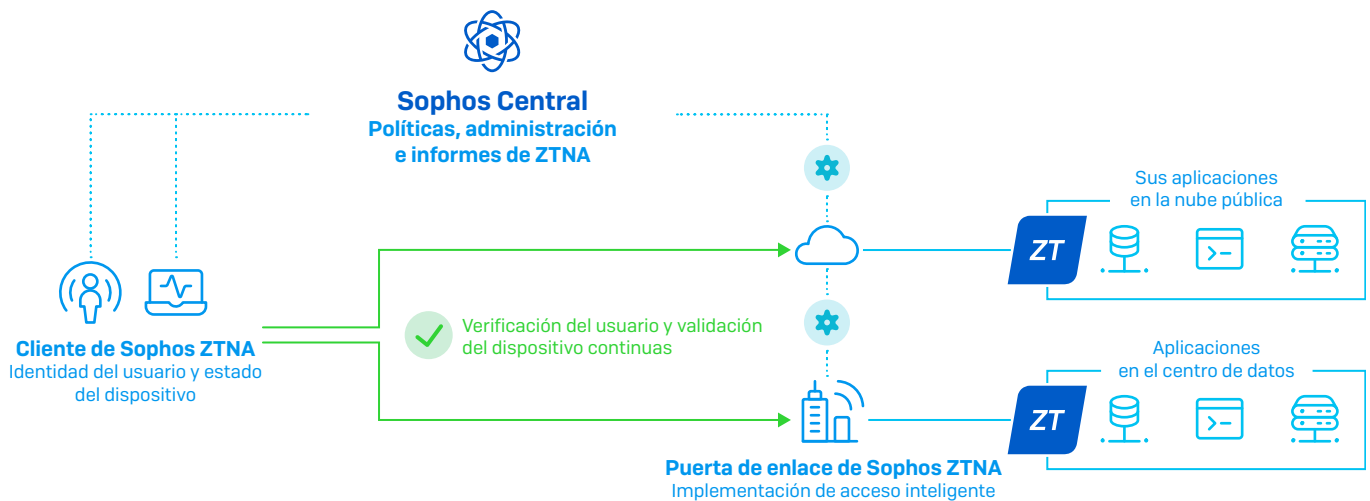 Sophos Central
Políticas, administración
e informes de ZTNA
Sus aplicaciones
en la nube pública
ZT
Verificación del usuario y validación
del dispositivo continuas
Cliente de Sophos ZTNA
Identidad del usuario y estado
del dispositivo
Aplicaciones
en el centro de datos
ZT
Puerta de enlace de Sophos ZTNA
Implementación de acceso inteligente